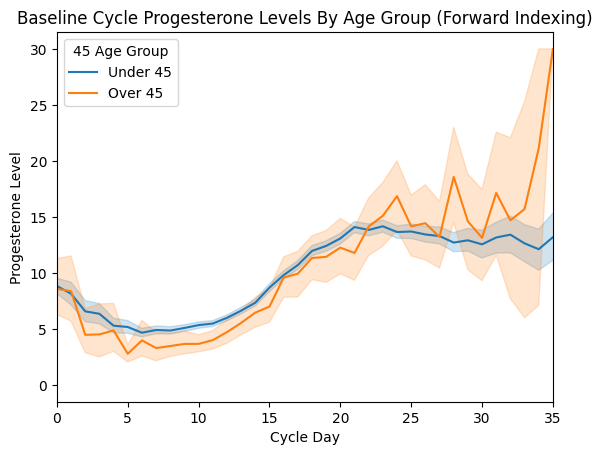 Baseline Cycle Progesterone Levels By Age Group (Forward Indexing)
45 Age Group
Under 45
Over 45
Progesterone Level
30
25
20
15
10
5
0
0 5 10 15 20 25 30 35
Cycle Day